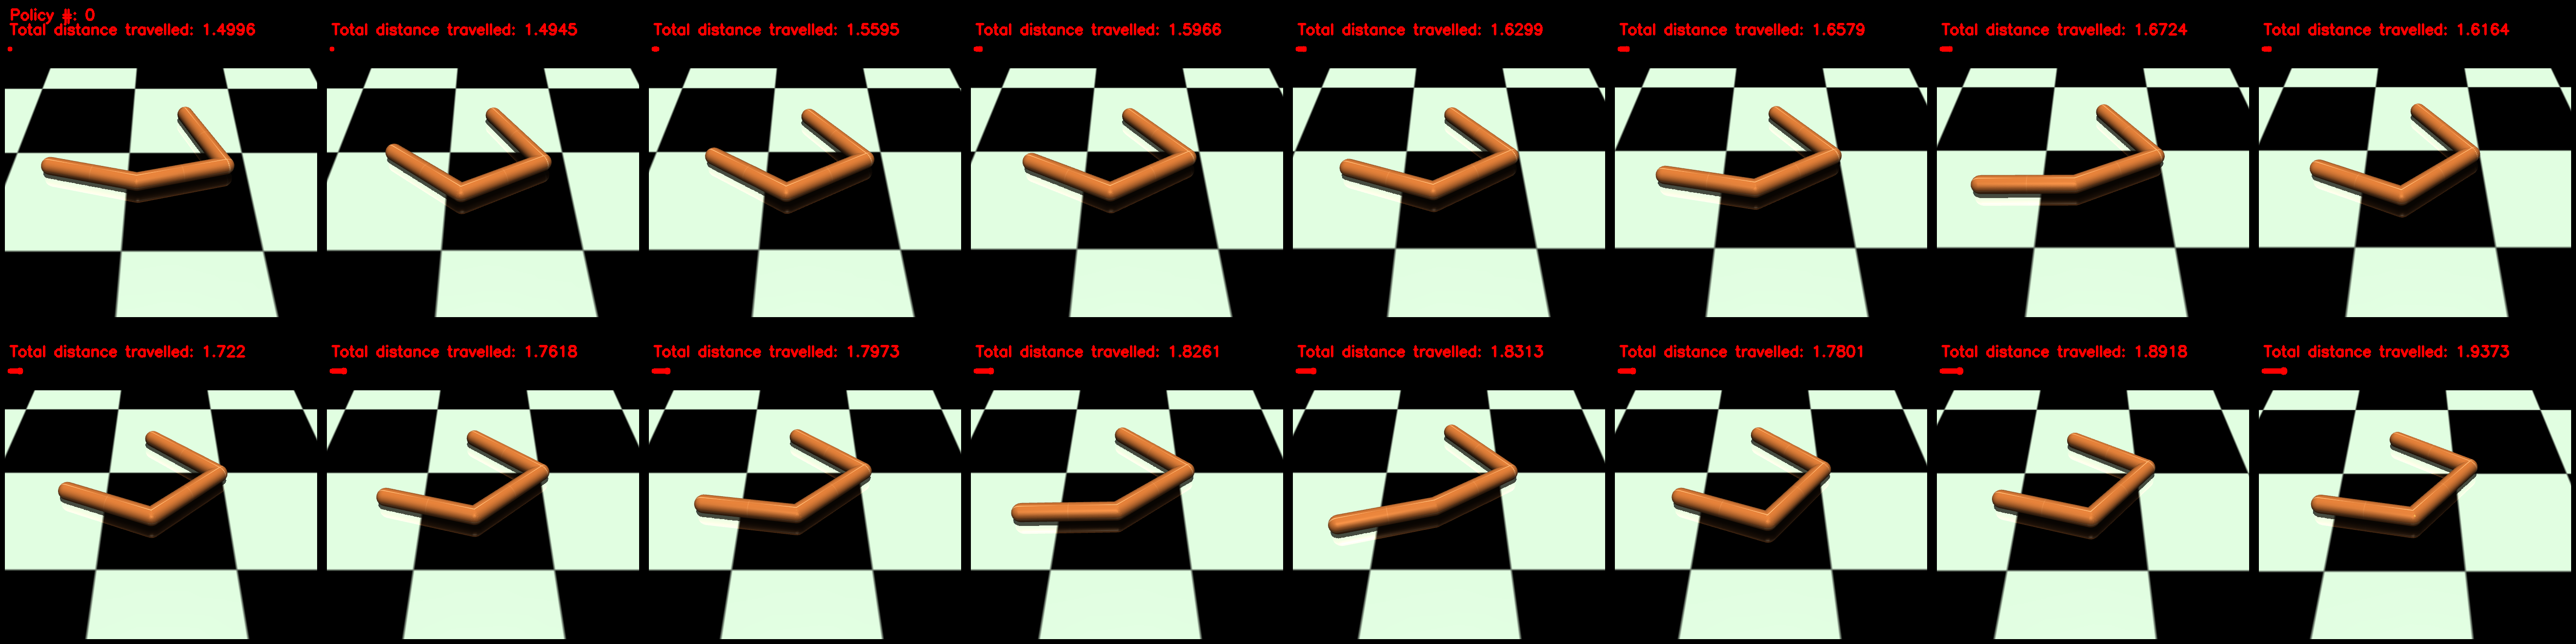 Policy #: 0
Total distance travelled: 1.4996
Total distance travelled: 1.4945
Total distance travelled: 1.5595
Total distance travelled: 1.5966
Total distance travelled: 1.6299
Total distance travelled: 1.6579
Total distance travelled: 1.6724
Total distance travelled: 1.6164
Total distance travelled: 1.722
Total distance travelled: 1.7618
Total distance travelled: 1.7973
Total distance travelled: 1.8261
Total distance travelled: 1.8313
Total distance travelled: 1.7801
Total distance travelled: 1.8918
Total distance travelled: 1.9373